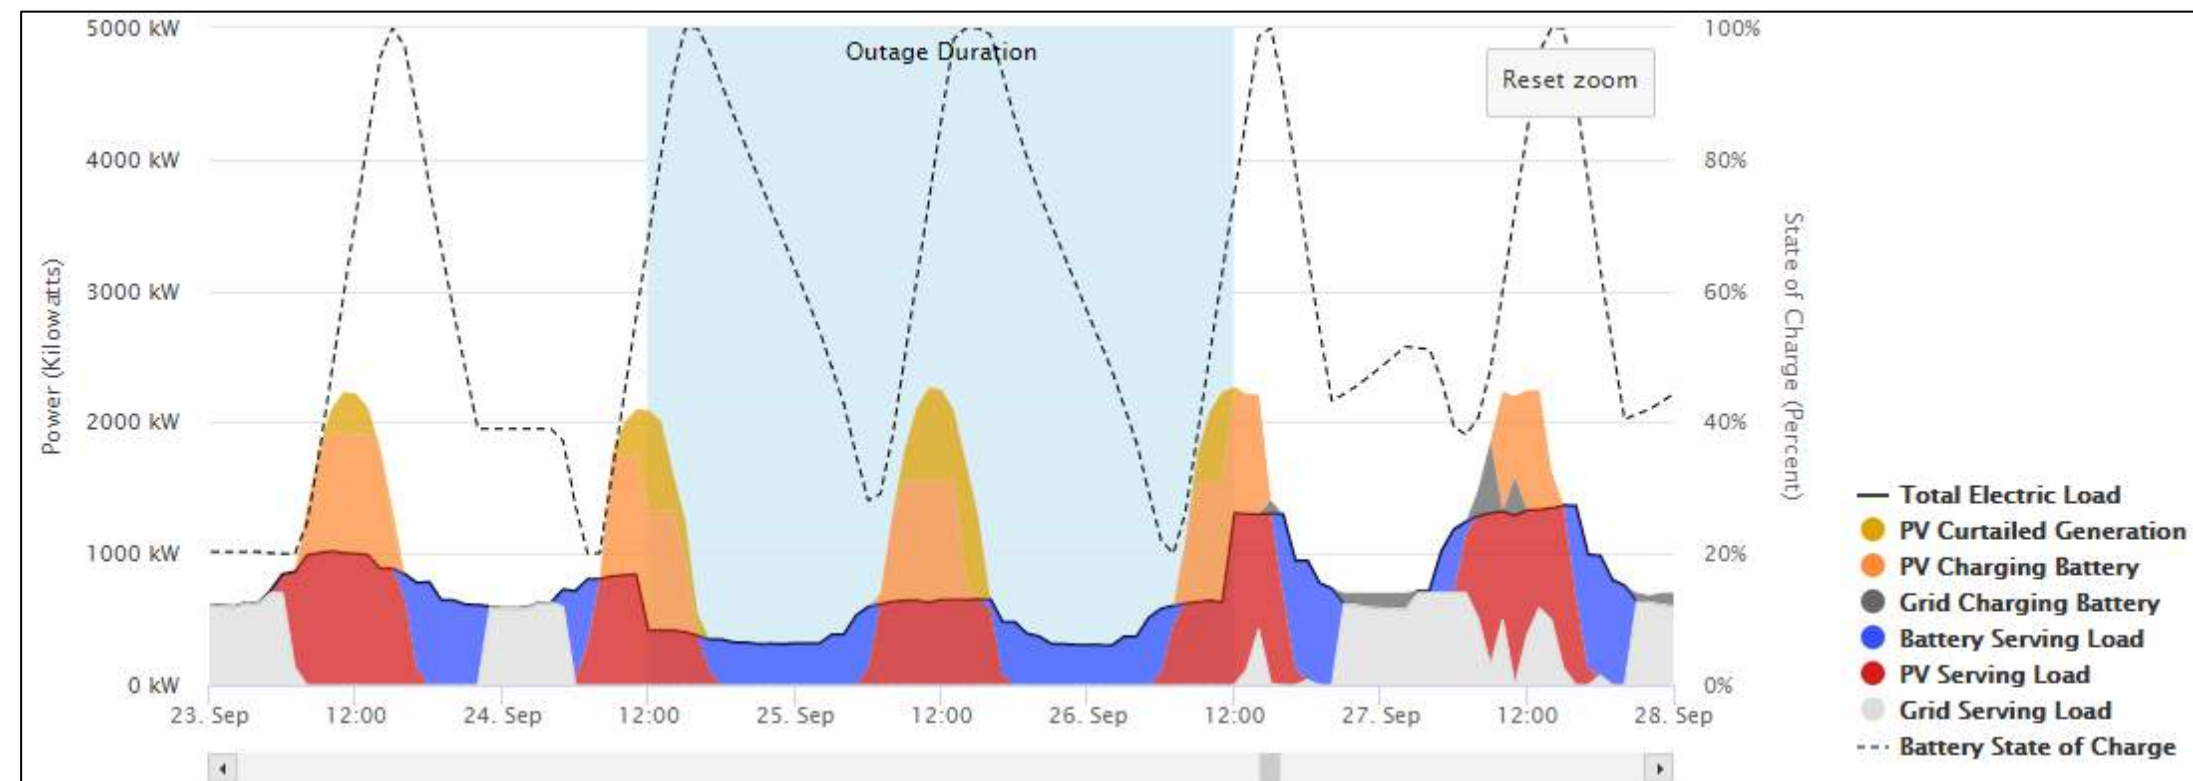 5000 kW
4000 kW
3000 kW
2000 kW
1000 kW
0 kW
Power (Kilowatts)
Outage Duration
Reset zoom
100%
80%
60%
40%
20%
0%
State of Charge (Percent)
23. Sep 12:00 24. Sep 12:00 25. Sep 12:00 26. Sep 12:00 27. Sep 12:00 28. Sep
Total Electric Load
PV Curtailed Generation
PV Charging Battery
Grid Charging Battery
Battery Serving Load
PV Serving Load
Grid Serving Load
Battery State of Charge